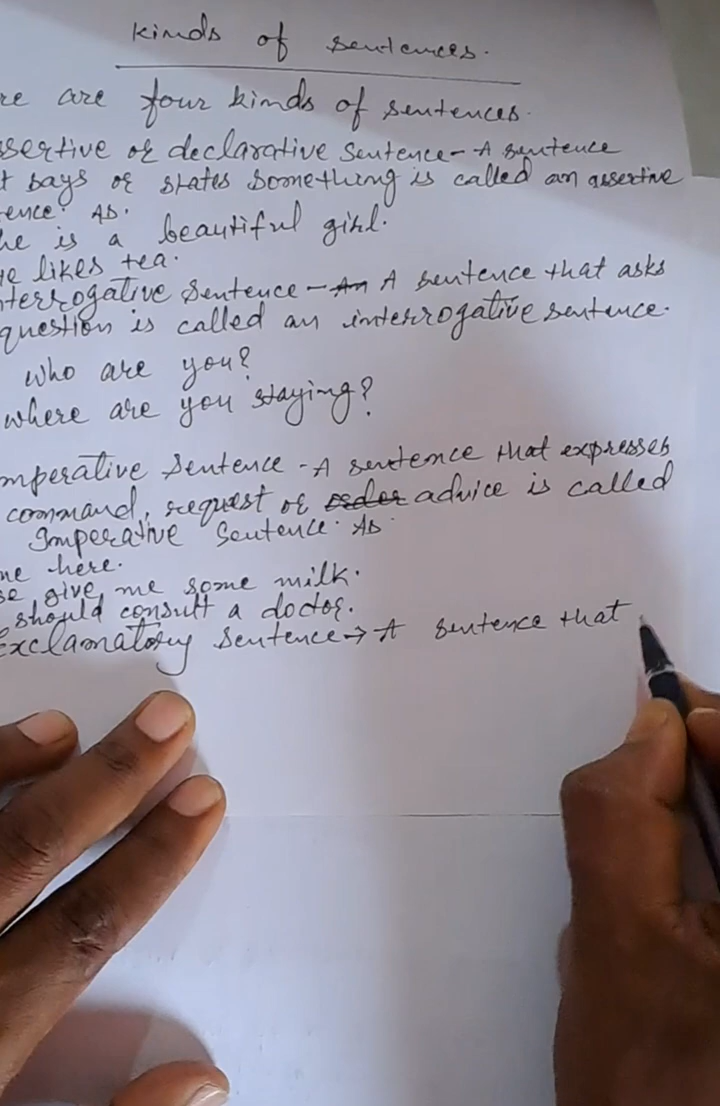 Kinds of sentences.
re are four kinds of sentences.
ssertive or declarative sentence - A sentence
t says or states something is called an assertive
tence. As.
he is a beautiful girl.
e likes tea.
nterrogative sentence - An A sentence that asks
question is called an interrogative sentence.
who are you?
where are you staying?
mperative sentence - A sentence that expresses
command, request or order advice is called
Imperative sentence. As
me here.
se give me some milk.
should consult a doctor.
Exclamatory sentence → A sentence that